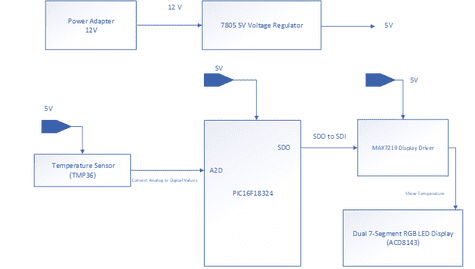 Power Adapter
12V
12 V
7805 5V Voltage Regulator
5V
5V
5V
5V
Temperature Sensor
(TMP36)
Convert Analog to Digital Values
A2D
SDO
PIC16F18324
SDO to SDI
MAX7219 Display Driver
Show Temperature
Dual 7-Segment RGB LED Display
(ACD8143)